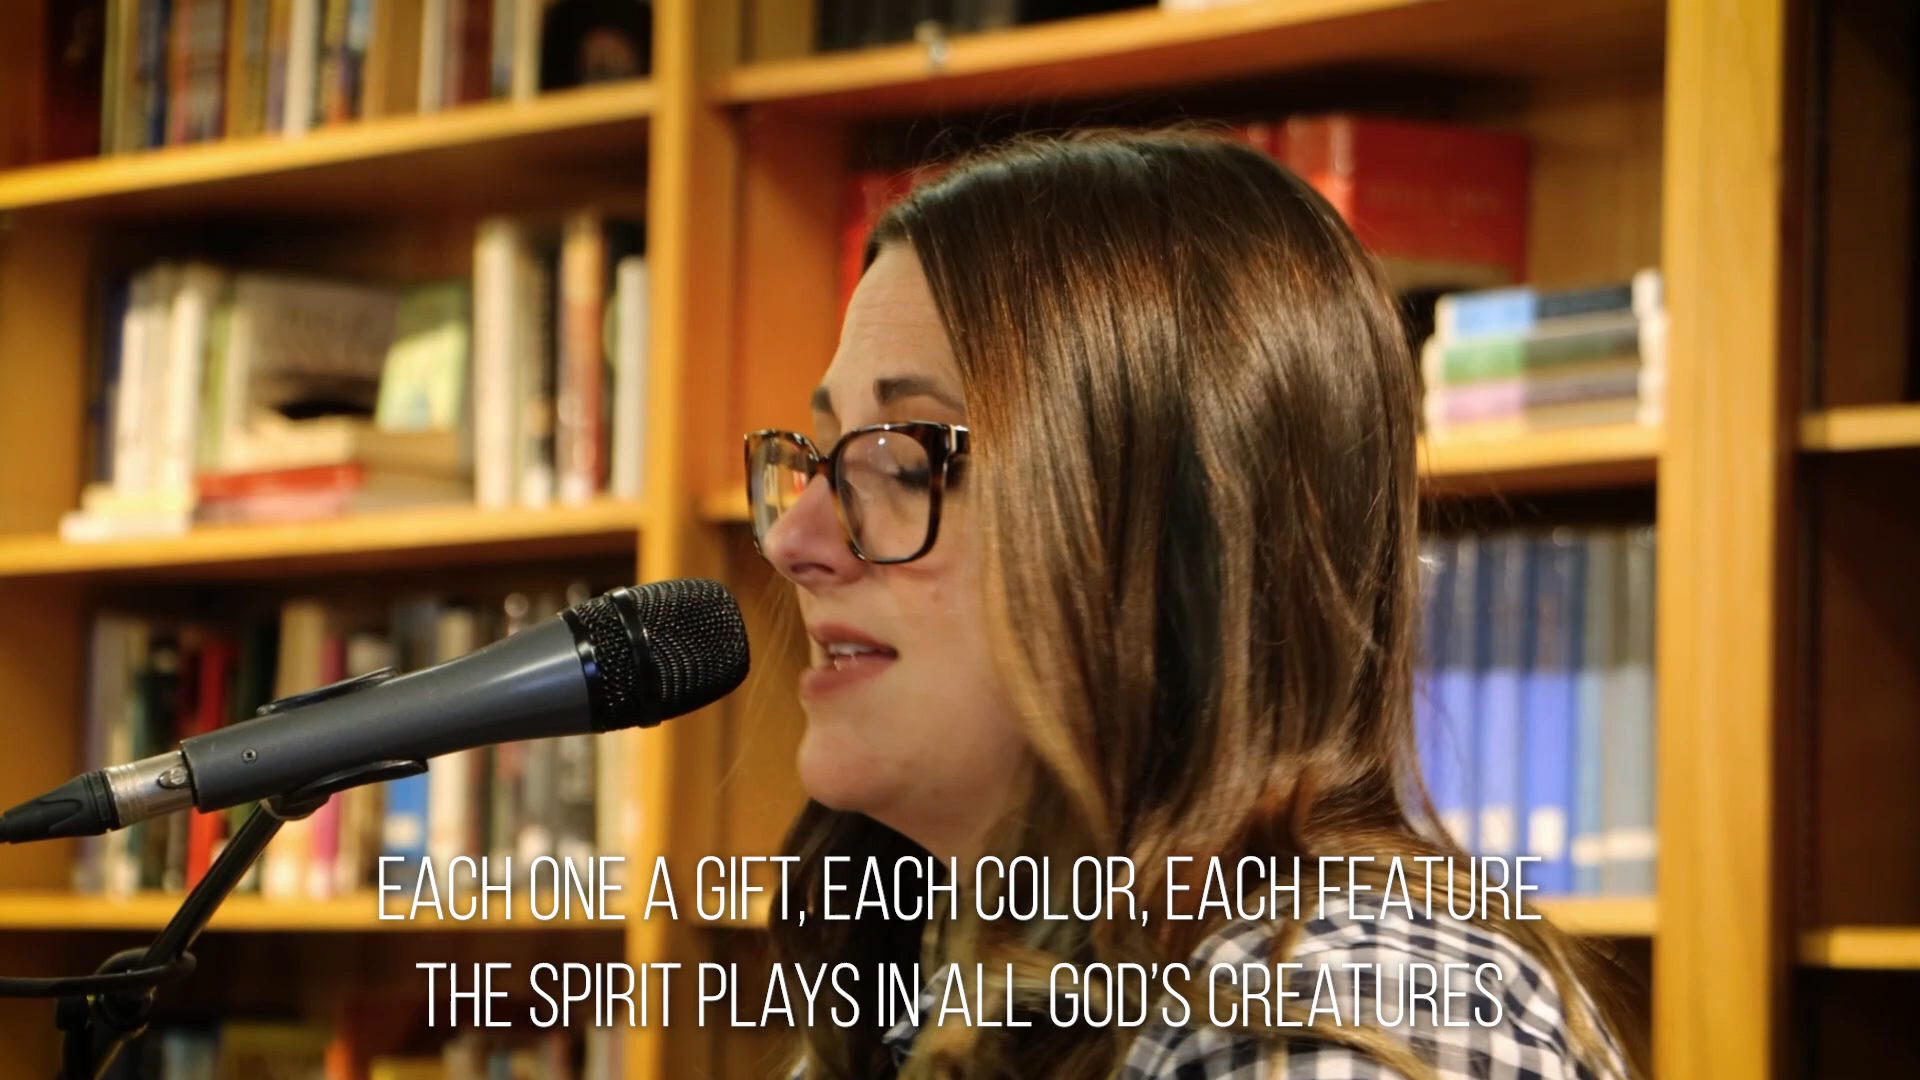 EACH ONE A GIFT, EACH COLOR, EACH FEATURE
THE SPIRIT PLAYS IN ALL GOD'S CREATURES